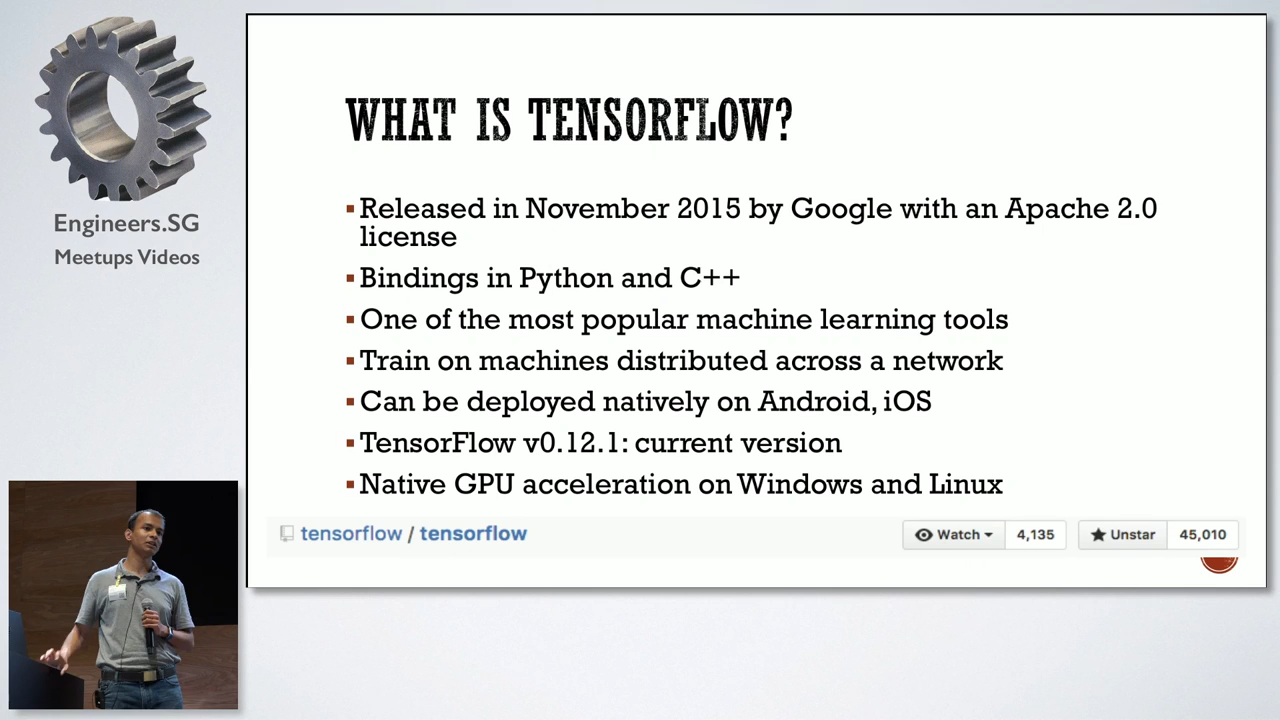 Engineers.SG
Meetups Videos
WHAT IS TENSORFLOW?
▪Released in November 2015 by Google with an Apache 2.0
license
▪Bindings in Python and C++
▪One of the most popular machine learning tools
▪Train on machines distributed across a network
▪Can be deployed natively on Android, iOS
▪TensorFlow v0.12.1: current version
▪Native GPU acceleration on Windows and Linux
tensorflow / tensorflow Watch 4,135 Unstar 45,010